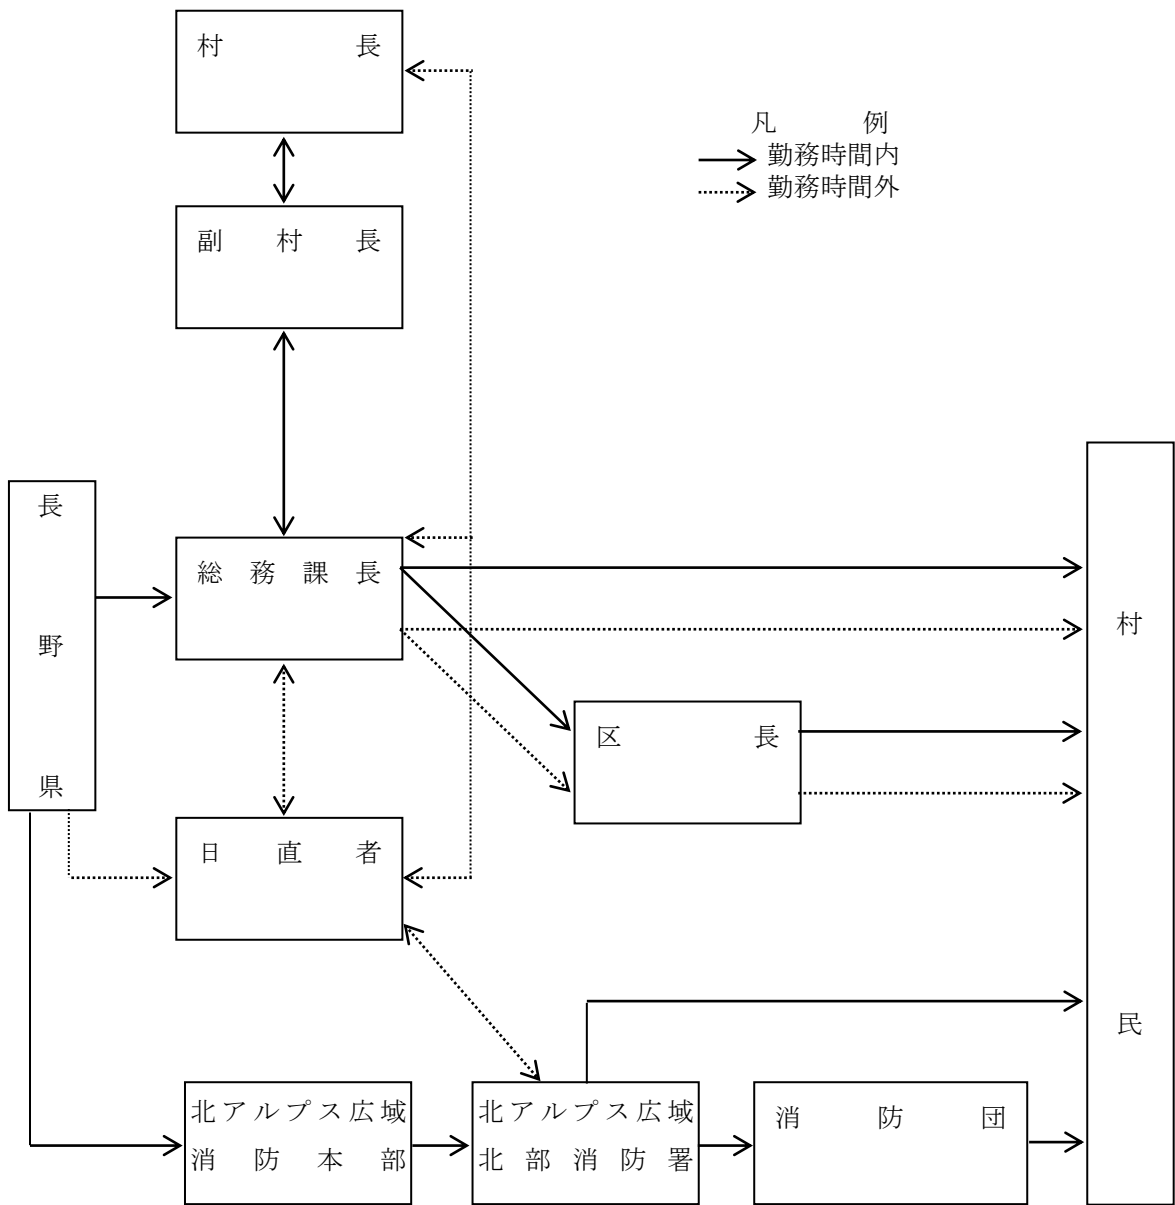 村長
凡例
勤務時間内
勤務時間外
副村長
長野県
総務課長
村民
区長
日直者
北アルプス広域
消防本部
北アルプス広域
北部消防署
消防団